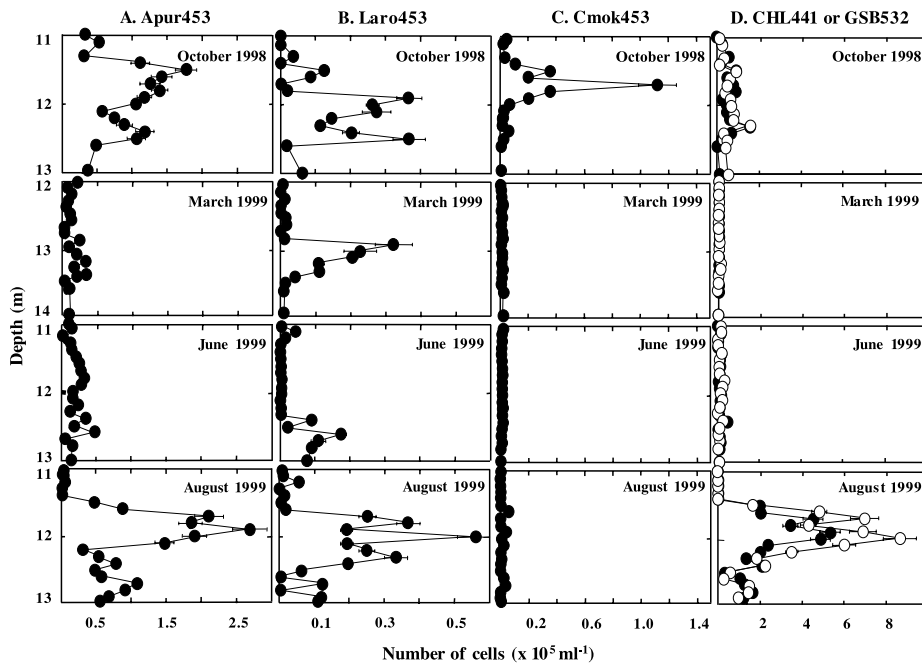 A. Apur453 B. Laro453 C. Cmok453 D. CHL441 or GSB532
11 October 1998 October 1998 October 1998 October 1998
12
13
12 March 1999 March 1999 March 1999 March 1999
13
14
11 June 1999 June 1999 June 1999 June 1999
12
13
11 August 1999 August 1999 August 1999 August 1999
12
13
Depth (m)
0.5 1.5 2.5 0.1 0.3 0.5 0.2 0.6 1.0 1.4 2 4 6 8
Number of cells (x 10⁵ ml⁻¹)